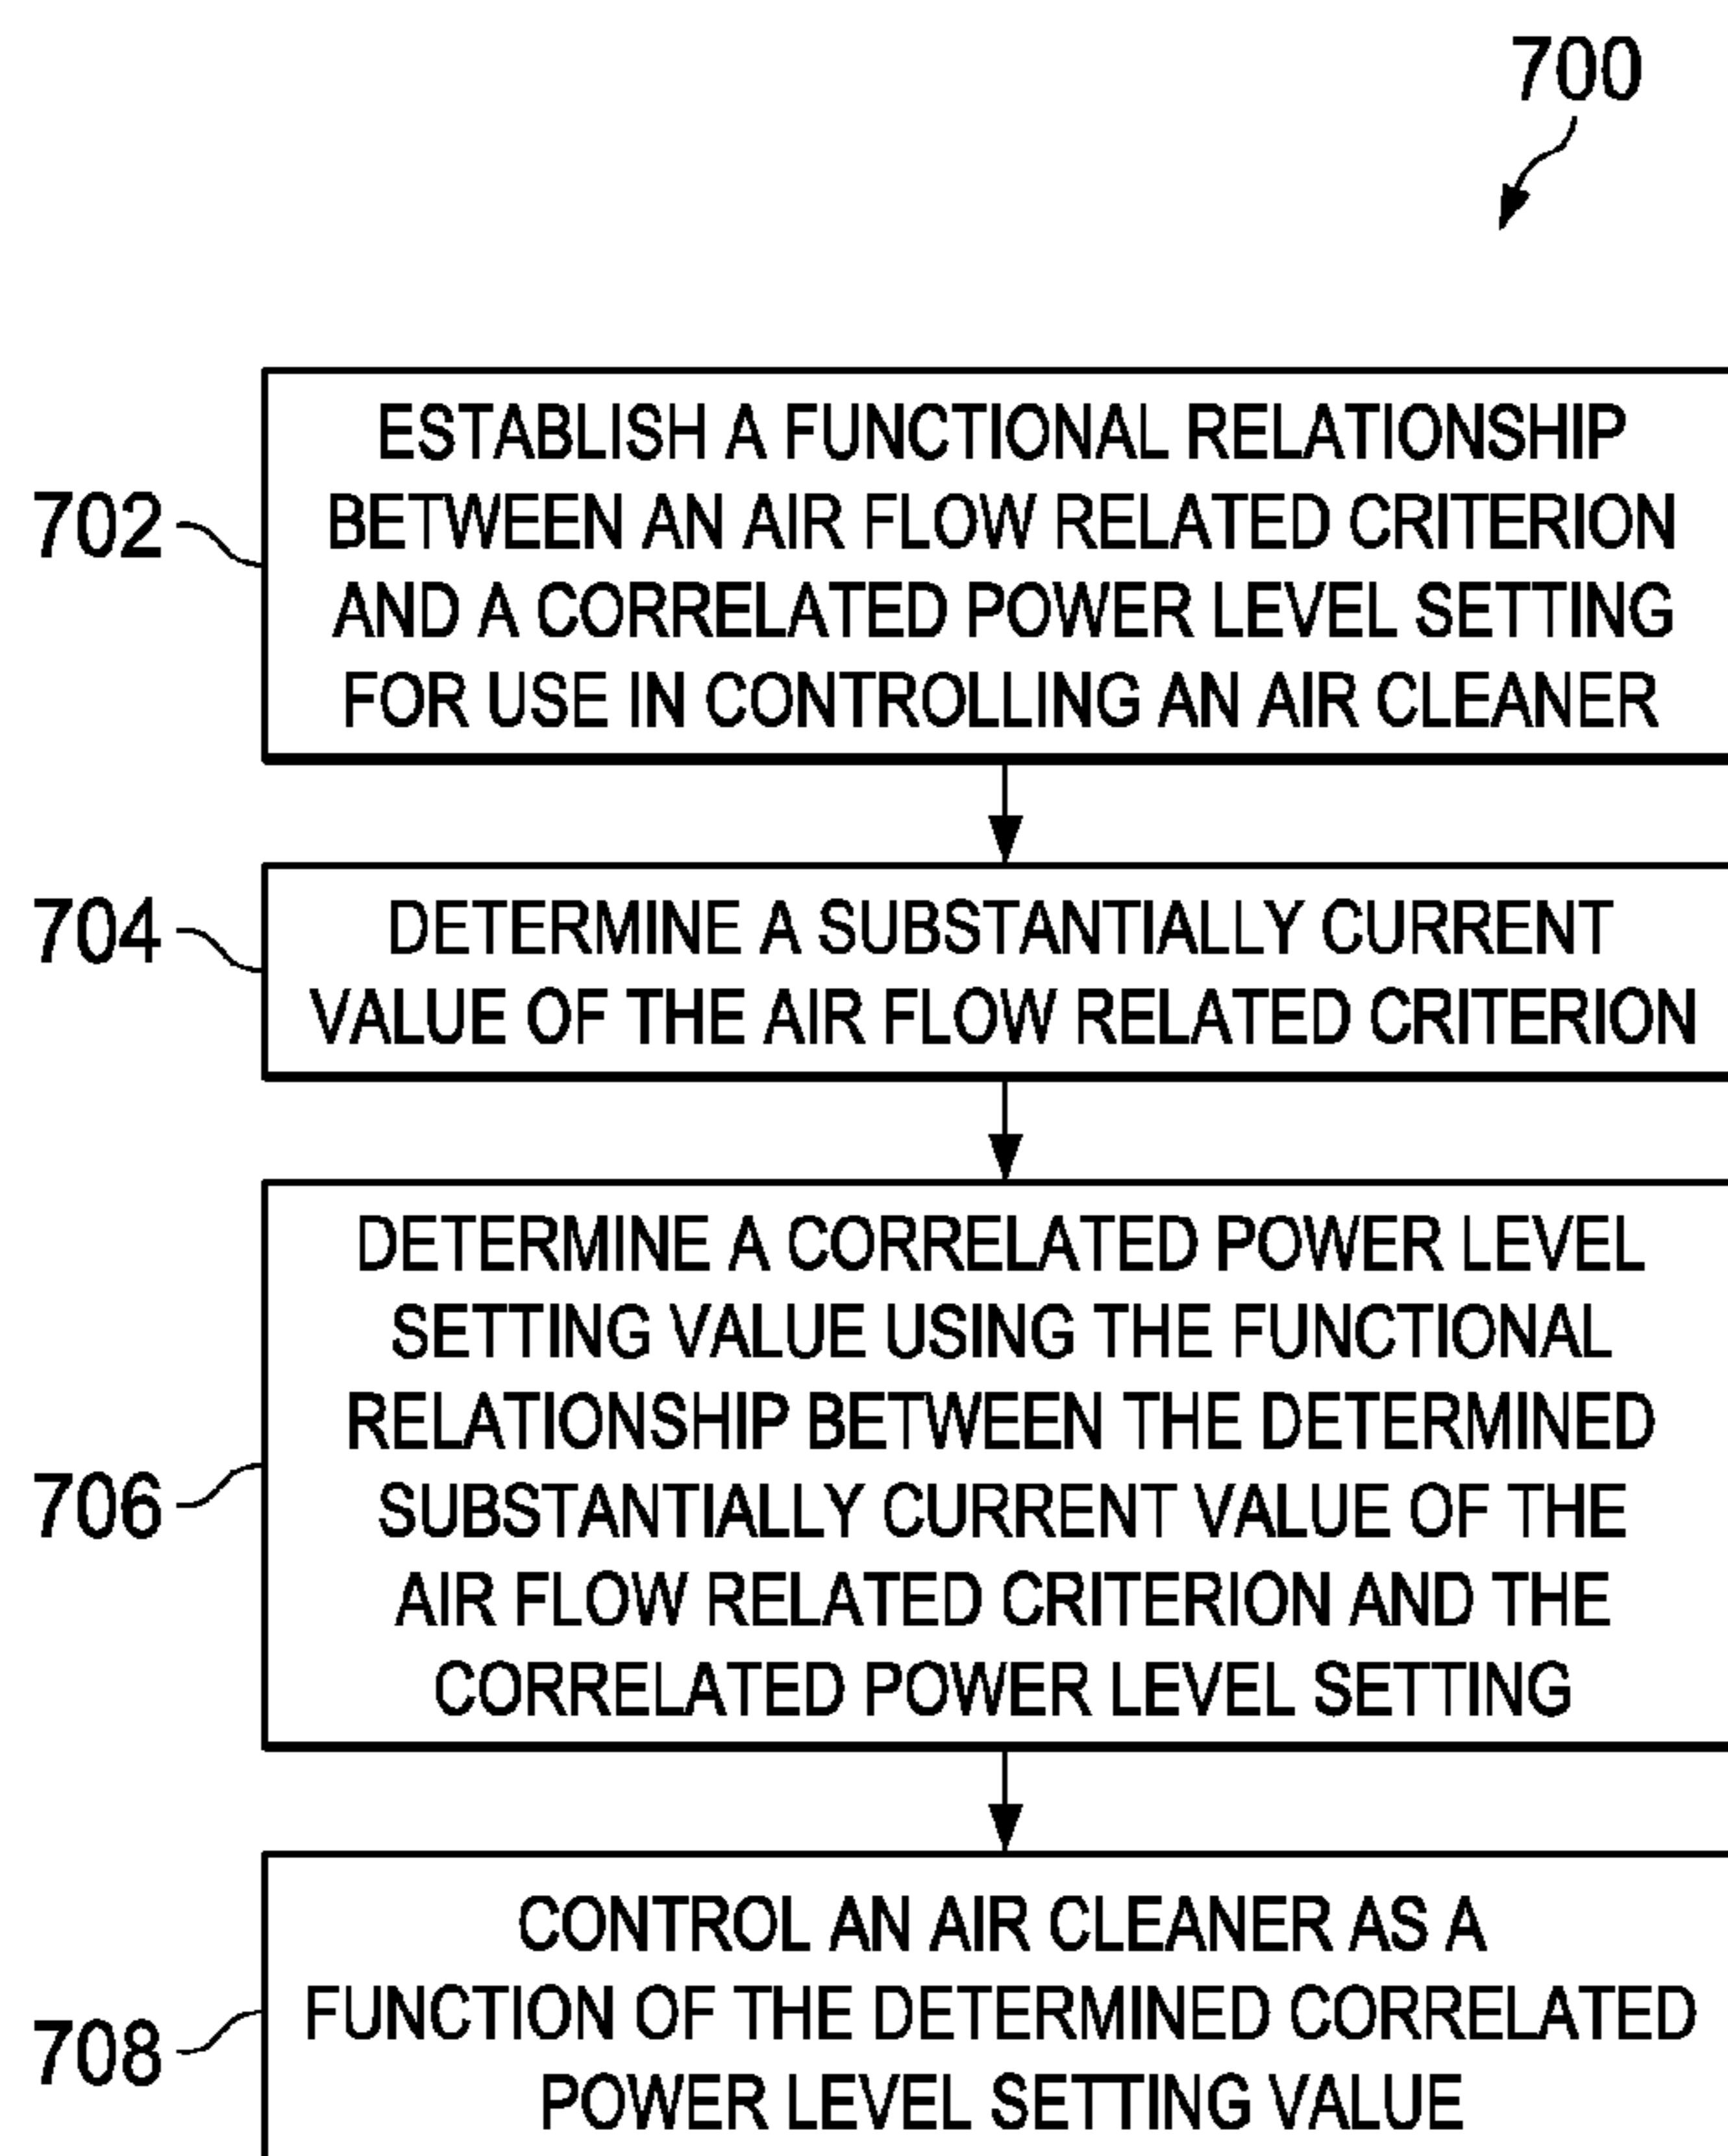 700
702
ESTABLISH A FUNCTIONAL RELATIONSHIP
BETWEEN AN AIR FLOW RELATED CRITERION
AND A CORRELATED POWER LEVEL SETTING
FOR USE IN CONTROLLING AN AIR CLEANER
704
DETERMINE A SUBSTANTIALLY CURRENT
VALUE OF THE AIR FLOW RELATED CRITERION
706
DETERMINE A CORRELATED POWER LEVEL
SETTING VALUE USING THE FUNCTIONAL
RELATIONSHIP BETWEEN THE DETERMINED
SUBSTANTIALLY CURRENT VALUE OF THE
AIR FLOW RELATED CRITERION AND THE
CORRELATED POWER LEVEL SETTING
708
CONTROL AN AIR CLEANER AS A
FUNCTION OF THE DETERMINED CORRELATED
POWER LEVEL SETTING VALUE